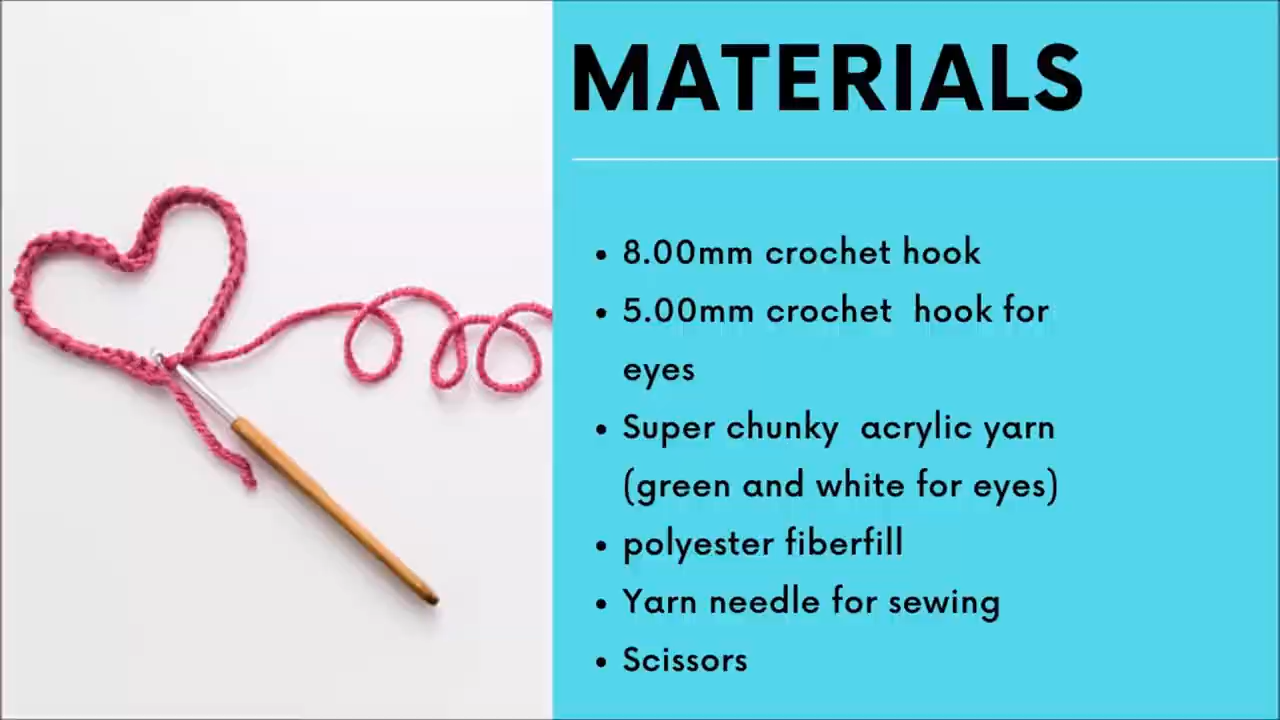 MATERIALS
• 8.00mm crochet hook
• 5.00mm crochet  hook for
eyes
• Super chunky  acrylic yarn
(green and white for eyes)
• polyester fiberfill
• Yarn needle for sewing
• Scissors